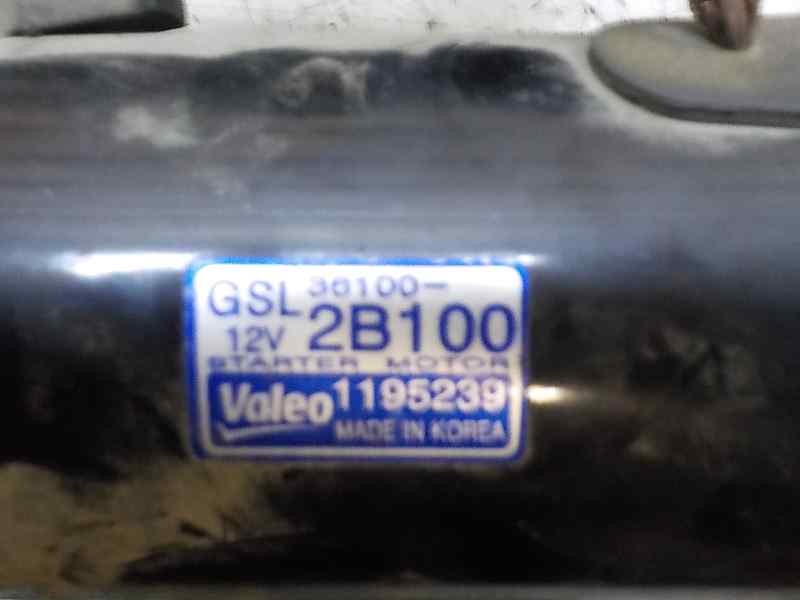 GSL 36100-
12V 2B100
STARTER MOTOR
Valeo 1195239
MADE IN KOREA